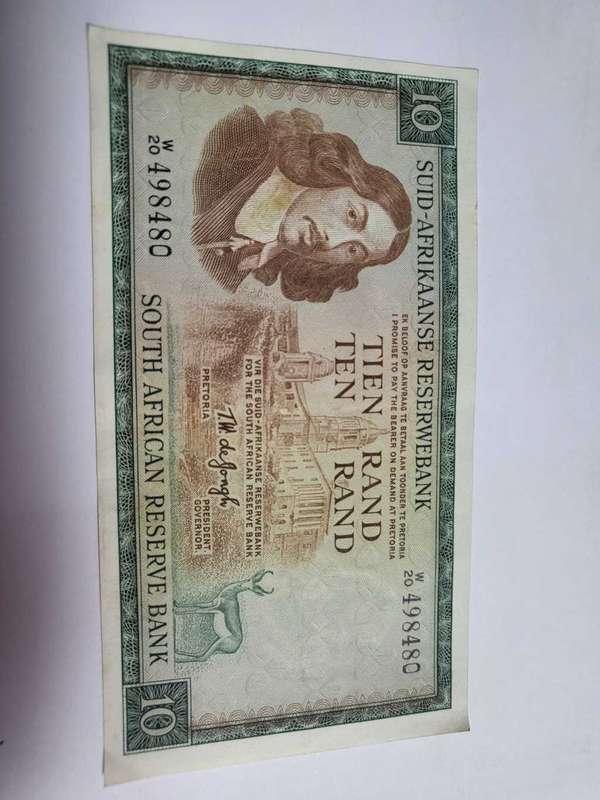 10
SUID-AFRIKAANSE RESERWEBANK
EK BELOOF OP AANVRAAG TE BETAAL AAN TOONDER TE PRETORIA
I PROMISE TO PAY THE BEARER ON DEMAND AT PRETORIA
W
20 498480
TIEN RAND
TEN RAND
VIR DIE SUID-AFRIKAANSE RESERWEBANK
FOR THE SOUTH AFRICAN RESERVE BANK
T.W. de Jongh
PRETORIA
PRESIDENT.
GOVERNOR.
W
20 498480
SOUTH AFRICAN RESERVE BANK
10